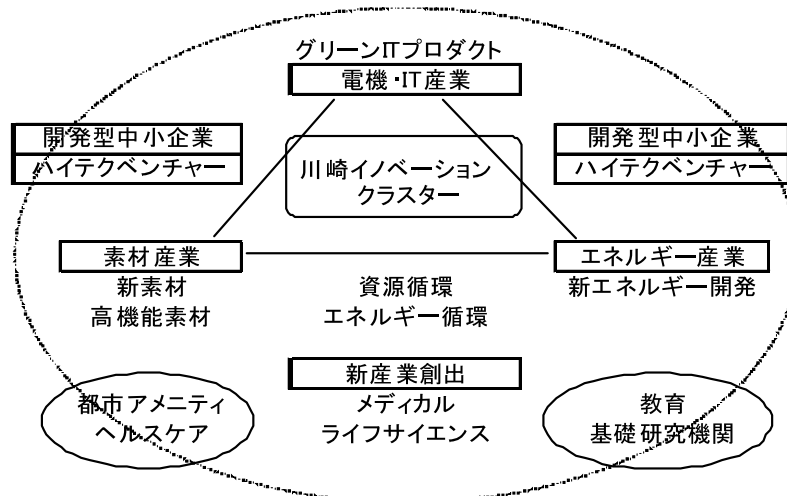 グリーンITプロダクト
電機・IT産業
開発型中小企業
ハイテクベンチャー
開発型中小企業
ハイテクベンチャー
川崎イノベーション
クラスター
素材産業
新素材
高機能素材
資源循環
エネルギー循環
エネルギー産業
新エネルギー開発
新産業創出
メディカル
ライフサイエンス
都市アメニティ
ヘルスケア
教育
基礎研究機関